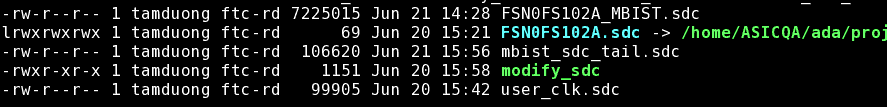 -rw-r--r-- 1 tamduong ftc-rd 7225015 Jun 21 14:28 FSN0FS102A_MBIST.sdc
lrwxrwxrwx 1 tamduong ftc-rd 69 Jun 20 15:21 FSN0FS102A.sdc -> /home/ASICQA/ada/proj
-rw-r--r-- 1 tamduong ftc-rd 106620 Jun 21 15:56 mbist_sdc_tail.sdc
-rwxr-xr-x 1 tamduong ftc-rd 1151 Jun 20 15:58 modify_sdc
-rw-r--r-- 1 tamduong ftc-rd 99905 Jun 20 15:42 user_clk.sdc